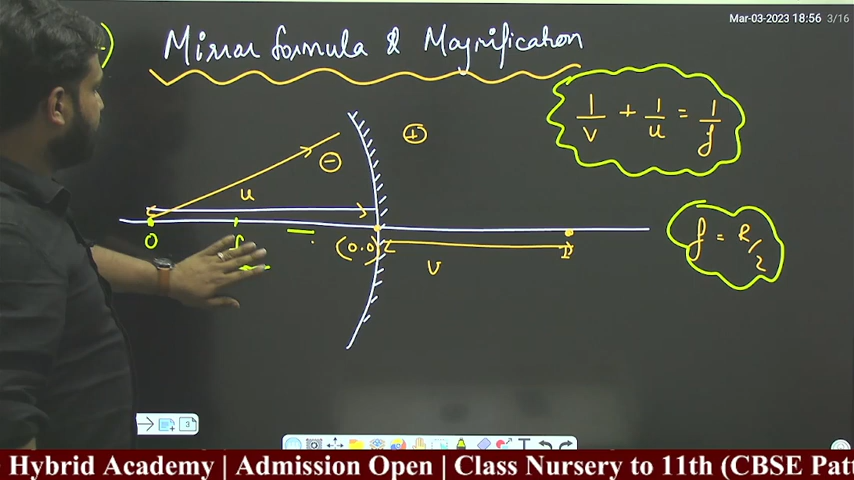 Mar-03-2023 18:56 3/16
Mirror formula & Magnification
1/v + 1/u = 1/f
+
−
u
O f (0.0) I
v
f = R/2
3
Hybrid Academy | Admission Open | Class Nursery to 11th (CBSE Patt